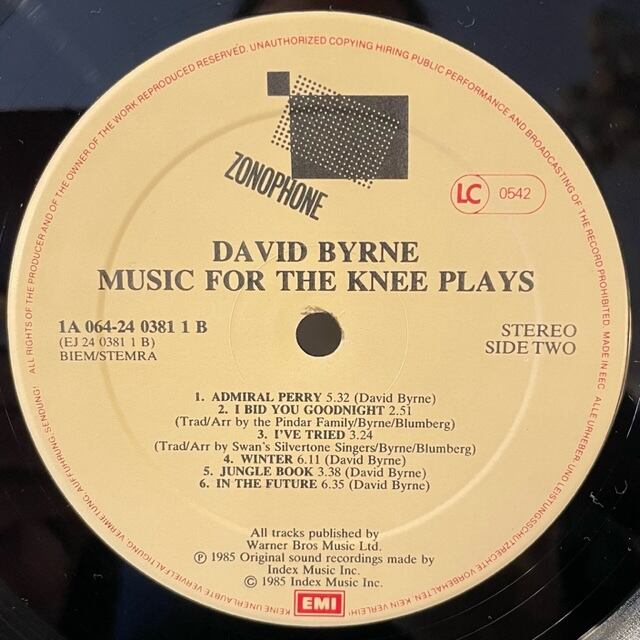 ALL RIGHTS OF THE PRODUCER AND OF THE OWNER OF THE WORK REPRODUCED RESERVED. UNAUTHORIZED COPYING HIRING PUBLIC PERFORMANCE AND BROADCASTING OF THE RECORD PROHIBITED. MADE IN EEC
ZONOPHONE
LC 0542
DAVID BYRNE
MUSIC FOR THE KNEE PLAYS
1A 064-24 0381 1 B
(EJ 24 0381 1 B)
BIEM/STEMRA
STEREO
SIDE TWO
1. ADMIRAL PERRY 5.32 (David Byrne)
2. I BID YOU GOODNIGHT 2.51
(Trad/Arr by the Pindar Family/Byrne/Blumberg)
3. I'VE TRIED 3.24
(Trad/Arr by Swan's Silvertone Singers/Byrne/Blumberg)
4. WINTER 6.11 (David Byrne)
5. JUNGLE BOOK 3.38 (David Byrne)
6. IN THE FUTURE 6.35 (David Byrne)
All tracks published by
Warner Bros Music Ltd.
Ⓟ 1985 Original sound recordings made by
Index Music Inc.
© 1985 Index Music Inc.
EMI
ALLE URHEBER UND LEISTUNGSSCHUTZRECHTE VORBEHALTEN. KEIN VERLEIH! KEINE UNERLAUBTE VERVIELFÄLTIGUNG, VERMIETUNG, AUFFÜHRUNG, SENDUNG!